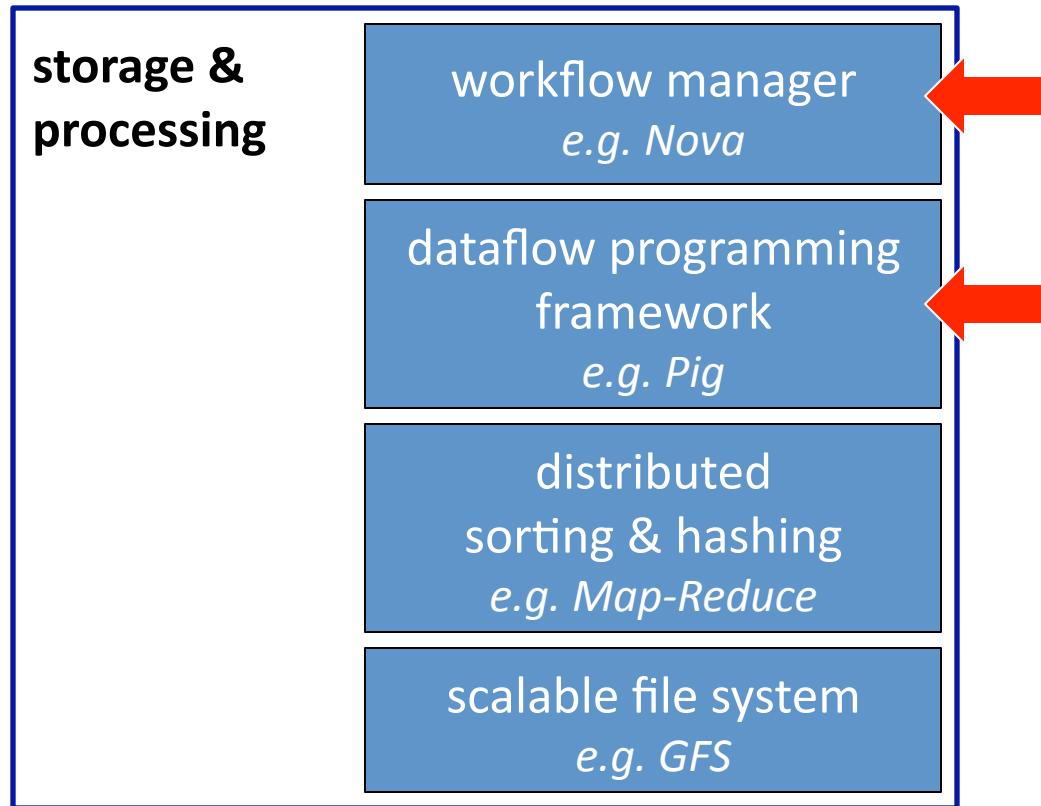 storage &
processing
workflow manager
e.g. Nova
dataflow programming
framework
e.g. Pig
distributed
sorting & hashing
e.g. Map-Reduce
scalable file system
e.g. GFS